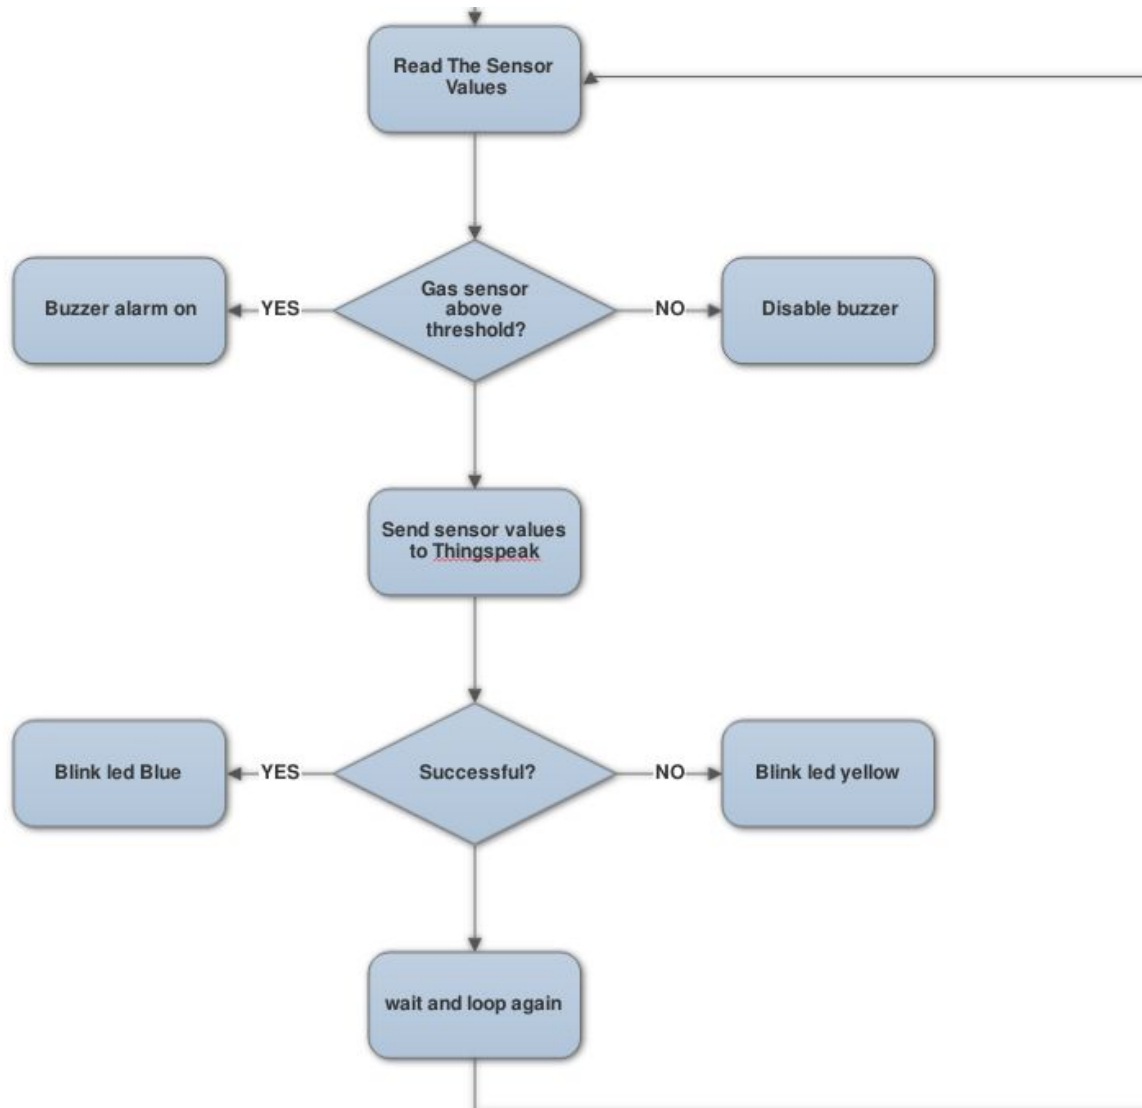 Read The Sensor
Values
Gas sensor
above
threshold?
Buzzer alarm on
YES
NO
Disable buzzer
Send sensor values
to Thingspeak
Blink led Blue
YES
Successful?
NO
Blink led yellow
wait and loop again